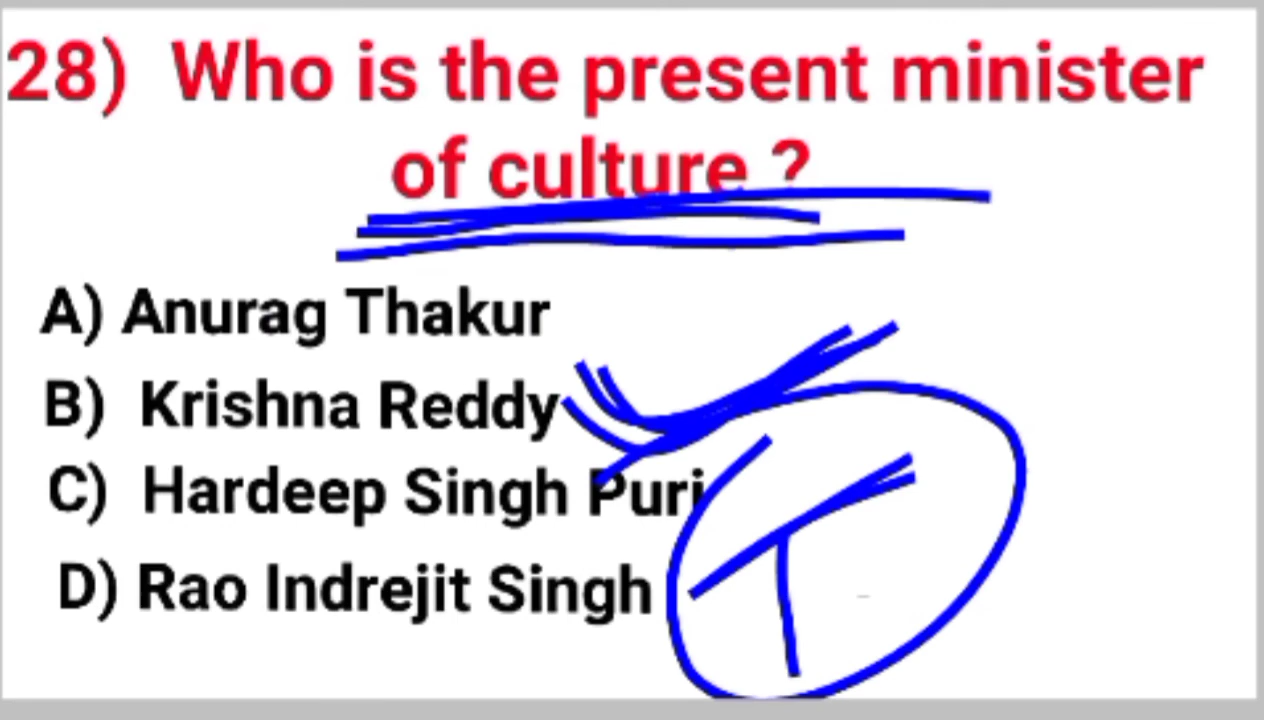 28) Who is the present minister
of culture ?
A) Anurag Thakur
B) Krishna Reddy
C) Hardeep Singh Puri
D) Rao Indrejit Singh
T